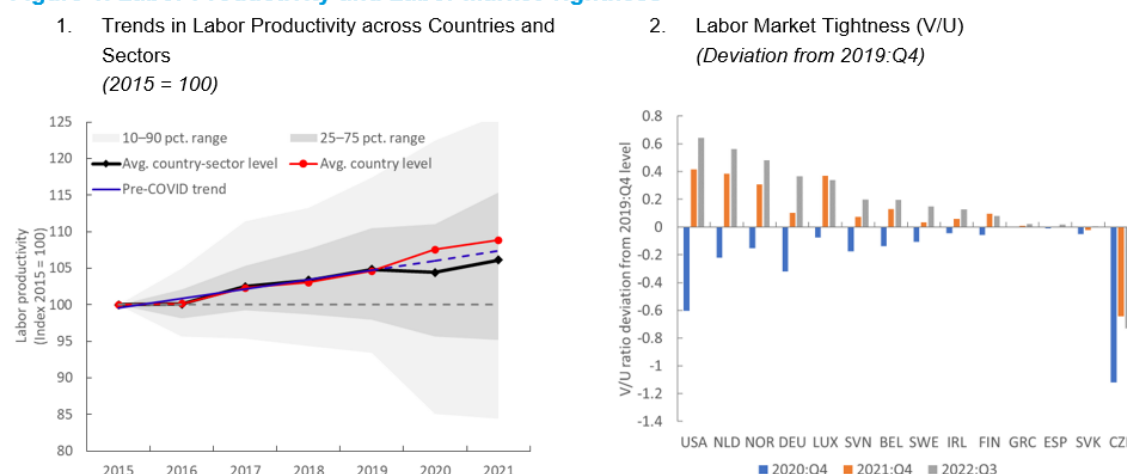 1. Trends in Labor Productivity across Countries and
Sectors
(2015 = 100)
125
120
115
110
105
100
95
90
85
80
Labor productivity
(Index 2015 = 100)
10–90 pct. range
25–75 pct. range
Avg. country-sector level
Avg. country level
Pre-COVID trend
2015 2016 2017 2018 2019 2020 2021
2. Labor Market Tightness (V/U)
(Deviation from 2019:Q4)
V/U ratio deviation from 2019:Q4 level
0.8
0.6
0.4
0.2
0
-0.2
-0.4
-0.6
-0.8
-1
-1.2
-1.4
USA NLD NOR DEU LUX SVN BEL SWE IRL FIN GRC ESP SVK
2020:Q4 2021:Q4 2022:Q3